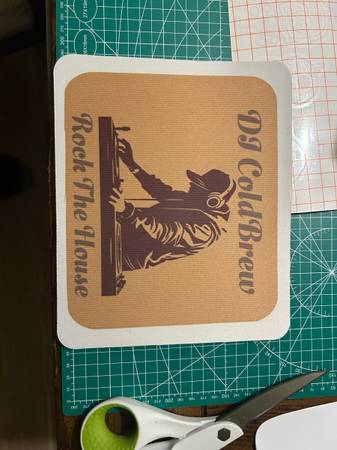 DJ ColdBrew
Rock The House